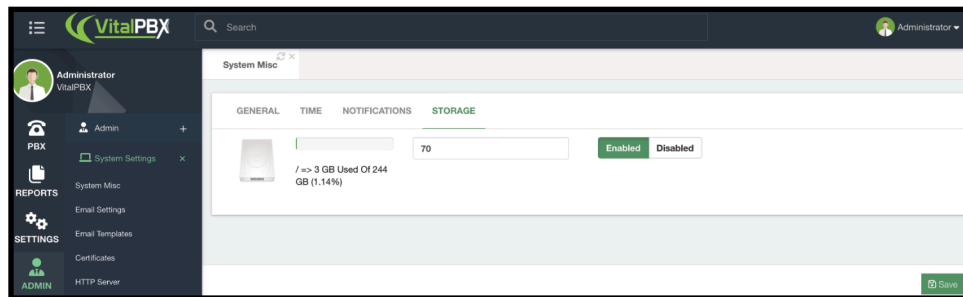 VitalPBX
Search
Administrator
Administrator
VitalPBX
System Misc
GENERAL TIME NOTIFICATIONS STORAGE
70
Enabled Disabled
/ => 3 GB Used Of 244
GB (1.14%)
PBX
REPORTS
SETTINGS
ADMIN
Admin
System Settings
System Misc
Email Settings
Email Templates
Certificates
HTTP Server
Save